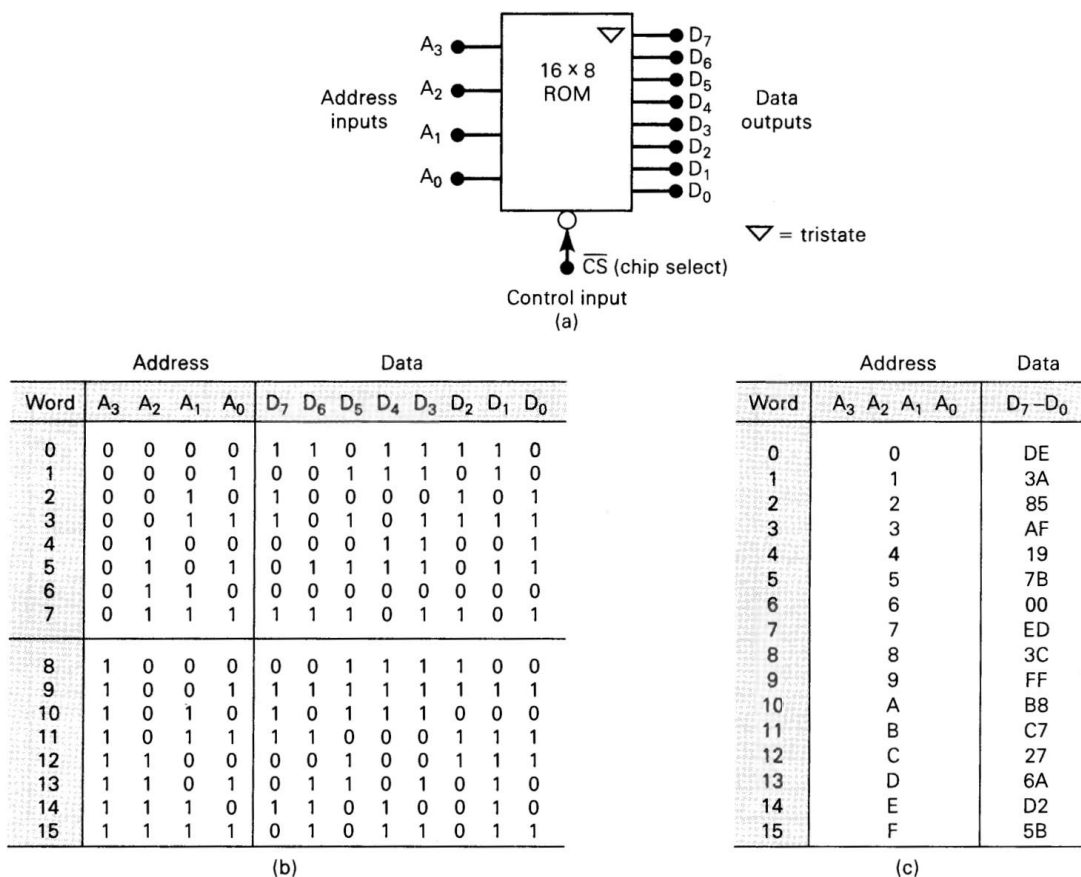 A3
A2
A1
A0
Address
inputs
16 × 8
ROM
D7
D6
D5
D4
D3
D2
D1
D0
Data
outputs
▽ = tristate
C̅S̅ (chip select)
Control input
(a)
Address Data
Word A3 A2 A1 A0 D7 D6 D5 D4 D3 D2 D1 D0
0 0 0 0 0 1 1 0 1 1 1 1 0
1 0 0 0 1 0 0 1 1 1 0 1 0
2 0 0 1 0 1 0 0 0 0 1 0 1
3 0 0 1 1 1 0 1 0 1 1 1 1
4 0 1 0 0 0 0 0 1 1 0 0 1
5 0 1 0 1 0 1 1 1 1 0 1 1
6 0 1 1 0 0 0 0 0 0 0 0 0
7 0 1 1 1 1 1 1 0 1 1 0 1
8 1 0 0 0 0 0 1 1 1 1 0 0
9 1 0 0 1 1 1 1 1 1 1 1 1
10 1 0 1 0 1 0 1 1 1 0 0 0
11 1 0 1 1 1 1 0 0 0 1 1 1
12 1 1 0 0 0 0 1 0 0 1 1 1
13 1 1 0 1 0 1 1 0 1 0 1 0
14 1 1 1 0 1 1 0 1 0 0 1 0
15 1 1 1 1 0 1 0 1 1 0 1 1
(b)
Address Data
Word A3 A2 A1 A0 D7–D0
0 0 DE
1 1 3A
2 2 85
3 3 AF
4 4 19
5 5 7B
6 6 00
7 7 ED
8 8 3C
9 9 FF
10 A B8
11 B C7
12 C 27
13 D 6A
14 E D2
15 F 5B
(c)